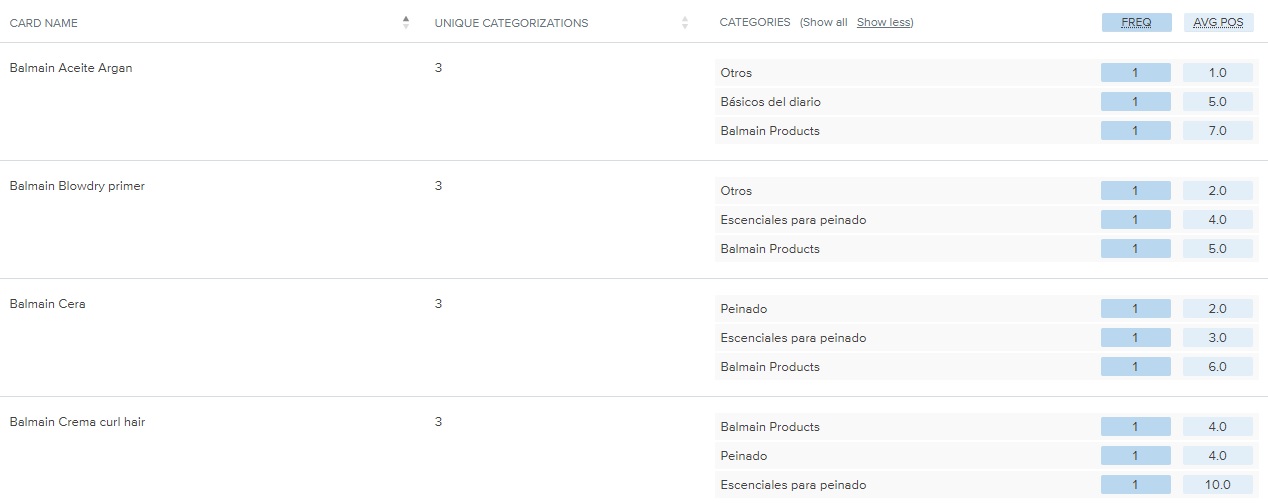 CARD NAME UNIQUE CATEGORIZATIONS CATEGORIES (Show all Show less) FREQ AVG POS
Balmain Aceite Argan 3 Otros 1 1.0
Básicos del diario 1 5.0
Balmain Products 1 7.0
Balmain Blowdry primer 3 Otros 1 2.0
Escenciales para peinado 1 4.0
Balmain Products 1 5.0
Balmain Cera 3 Peinado 1 2.0
Escenciales para peinado 1 3.0
Balmain Products 1 6.0
Balmain Crema curl hair 3 Balmain Products 1 4.0
Peinado 1 4.0
Escenciales para peinado 1 10.0